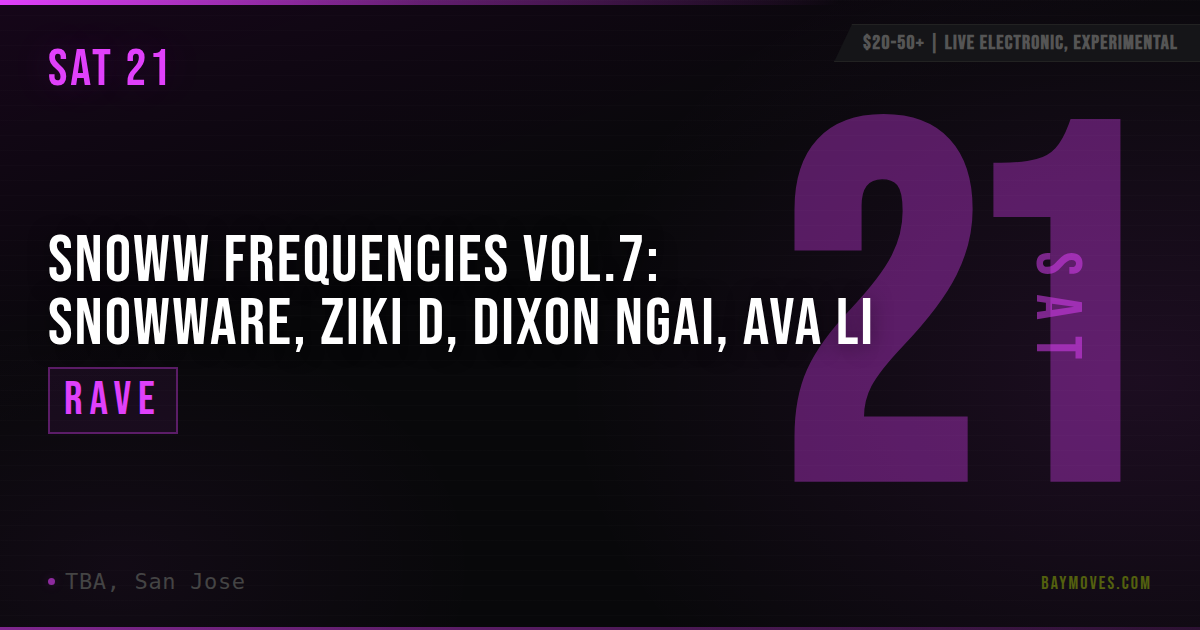 SAT 21
$20-50+ | LIVE ELECTRONIC, EXPERIMENTAL
21
SAT
SNOWW FREQUENCIES VOL.7:
SNOWWARE, ZIKI D, DIXON NGAI, AVA LI
RAVE
TBA, San Jose
BAYMOVES.COM